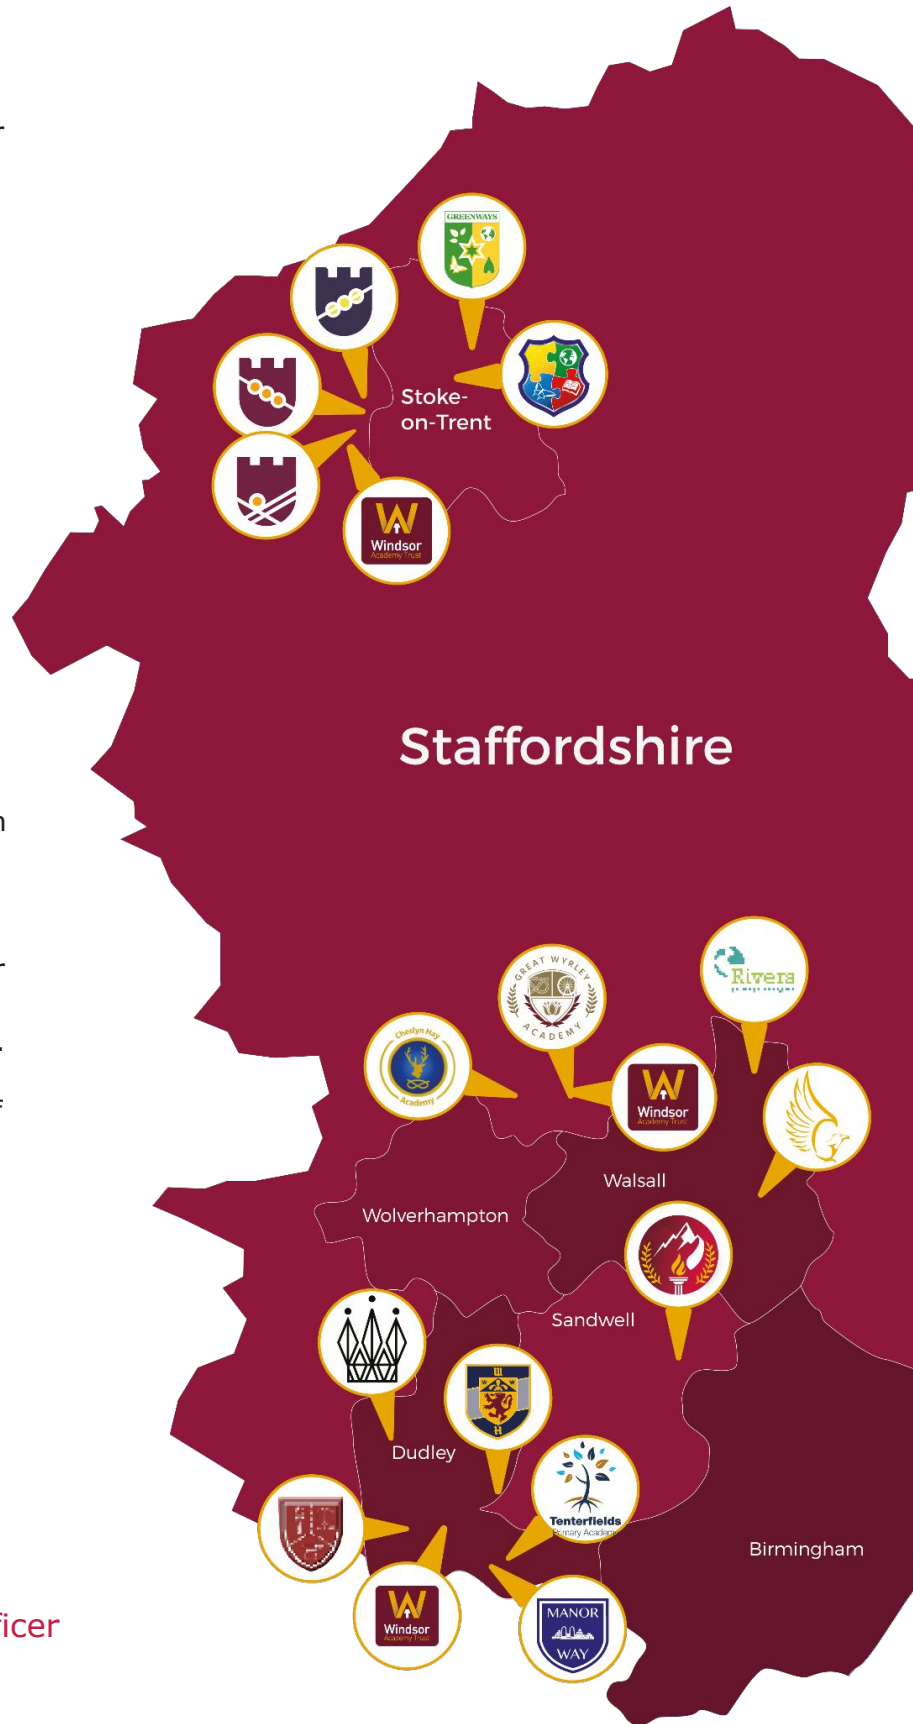 r
GREENWAYS
Stoke-
on-Trent
W
Windsor
Academy Trust
Staffordshire
n
r
.
f
GREAT WYRLEY
ACADEMY
Rivers
Cheslyn Hay
Academy
W
Windsor
Academy Trust
Walsall
Wolverhampton
Sandwell
W
H
Dudley
Tenterfields
Primary Academy
Birmingham
W
Windsor
Academy Trust
MANOR
WAY
ficer